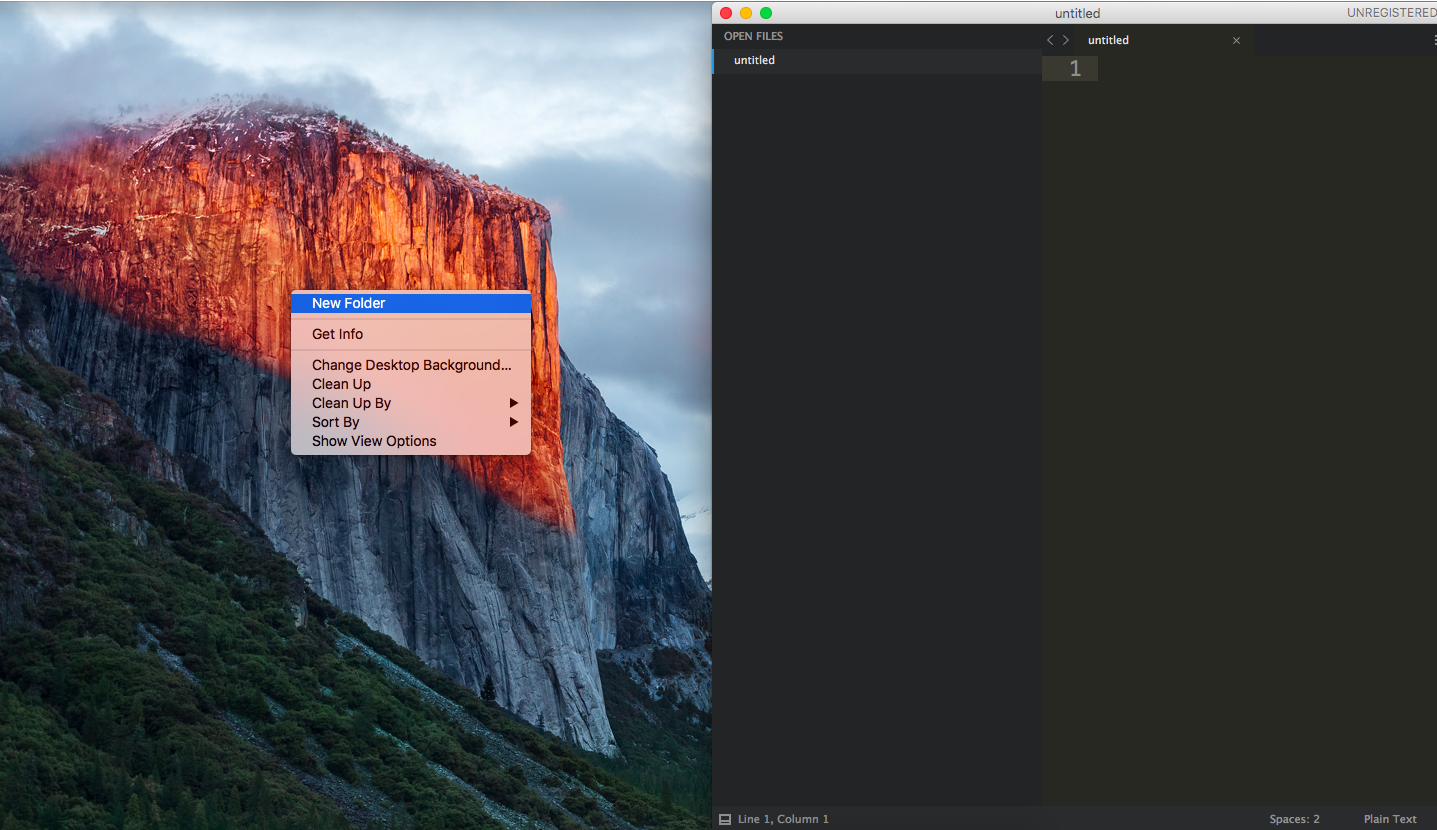 New Folder
Get Info
Change Desktop Background...
Clean Up
Clean Up By
Sort By
Show View Options
untitled
UNREGISTERED
OPEN FILES
untitled
untitled
1
Line 1, Column 1
Spaces: 2
Plain Text